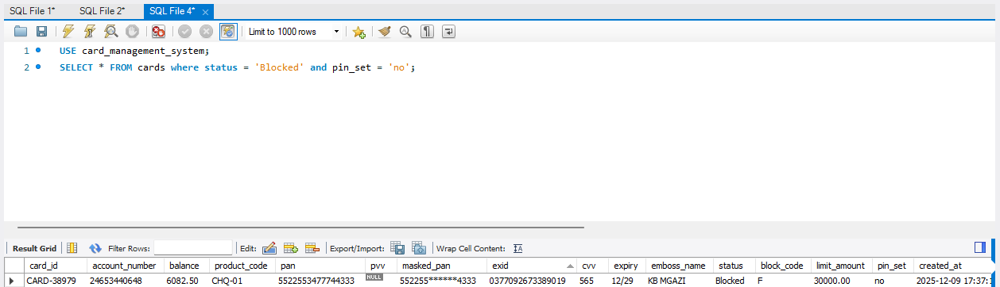 SQL File 1* SQL File 2* SQL File 4*
Limit to 1000 rows
1 USE card_management_system;
2 SELECT * FROM cards where status = 'Blocked' and pin_set = 'no';
Result Grid Filter Rows: Edit: Export/Import: Wrap Cell Content:
card_id account_number balance product_code pan pvv masked_pan exid cvv expiry emboss_name status block_code limit_amount pin_set created_at
CARD-38979 24653440648 6082.50 CHQ-01 5522553477744333 NULL 552255******4333 0377092673389019 565 12/29 KB MGAZI Blocked F 30000.00 no 2025-12-09 17:37: